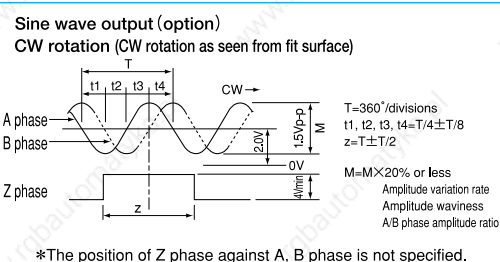 Sine wave output (option)
CW rotation (CW rotation as seen from fit surface)
T
t1 t2 t3 t4
CW
A phase
B phase
2.0V
1.5Vp-p
M
0V
Z phase
4Vmin
z
T=360°/divisions
t1, t2, t3, t4=T/4±T/8
z=T±T/2
M=M×20% or less
Amplitude variation rate
Amplitude waviness
A/B phase amplitude ratio
*The position of Z phase against A, B phase is not specified.